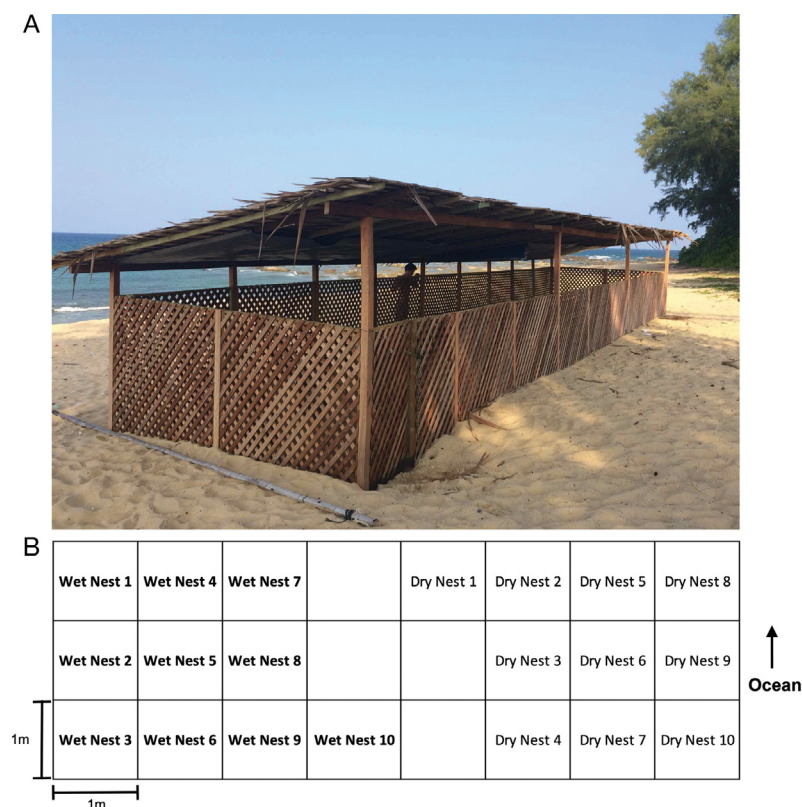 A
B
Wet Nest 1 Wet Nest 4 Wet Nest 7 Dry Nest 1 Dry Nest 2 Dry Nest 5 Dry Nest 8
Wet Nest 2 Wet Nest 5 Wet Nest 8 Dry Nest 3 Dry Nest 6 Dry Nest 9
Ocean
1m Wet Nest 3 Wet Nest 6 Wet Nest 9 Wet Nest 10 Dry Nest 4 Dry Nest 7 Dry Nest 10
1m